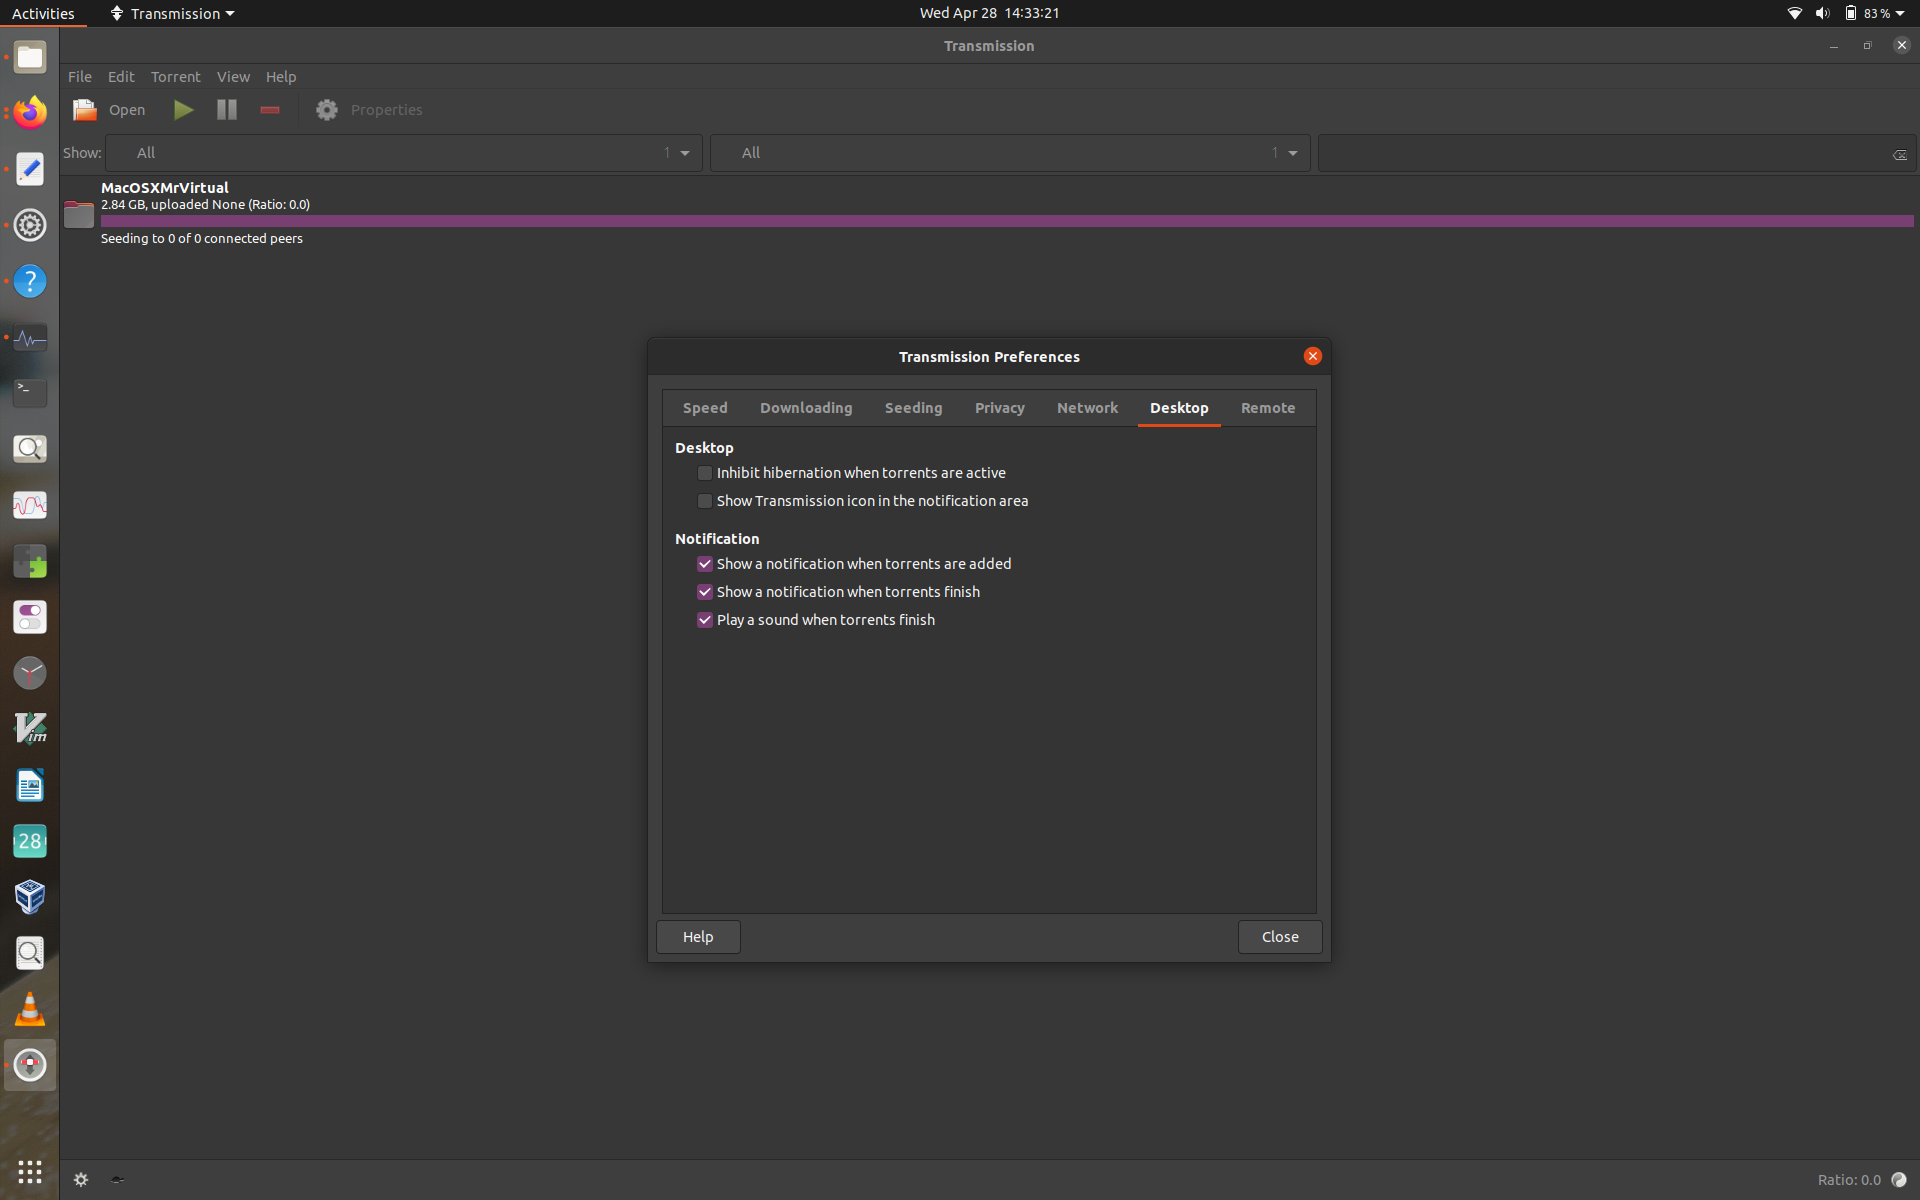 Activities Transmission Wed Apr 28 14:33:21 83 %
Transmission
File Edit Torrent View Help
Open Properties
Show: All 1 All 1
MacOSXMrVirtual
2.84 GB, uploaded None (Ratio: 0.0)
Seeding to 0 of 0 connected peers
Transmission Preferences
Speed Downloading Seeding Privacy Network Desktop Remote
Desktop
Inhibit hibernation when torrents are active
Show Transmission icon in the notification area
Notification
Show a notification when torrents are added
Show a notification when torrents finish
Play a sound when torrents finish
Help Close
?
>_
Vim
28
Ratio: 0.0